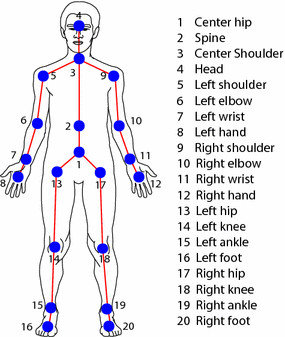 4
5
3
9
6
2
10
7
1
11
8
13
17
12
14
18
15
19
16
20
1 Center hip
2 Spine
3 Center Shoulder
4 Head
5 Left shoulder
6 Left elbow
7 Left wrist
8 Left hand
9 Right shoulder
10 Right elbow
11 Right wrist
12 Right hand
13 Left hip
14 Left knee
15 Left ankle
16 Left foot
17 Right hip
18 Right knee
19 Right ankle
20 Right foot